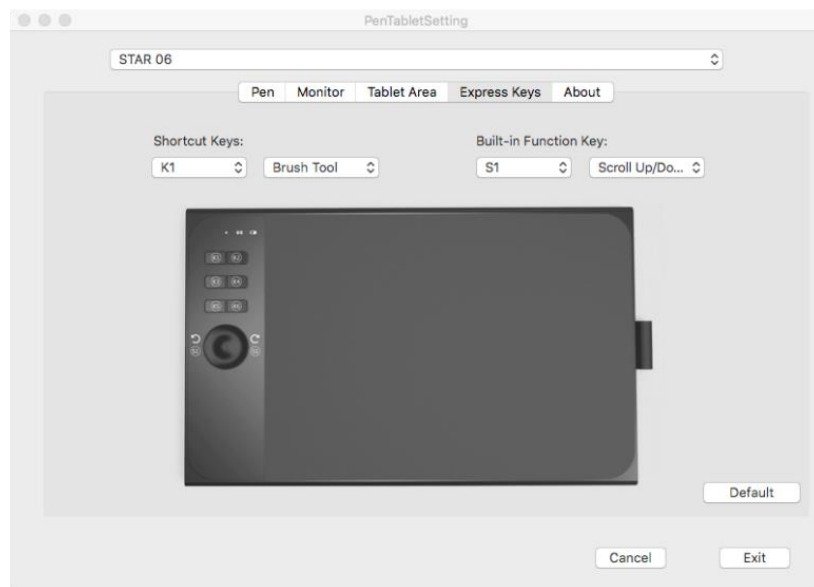 PenTabletSetting
STAR 06
Pen Monitor Tablet Area Express Keys About
Shortcut Keys: Built-in Function Key:
K1 Brush Tool S1 Scroll Up/Do...
Default
Cancel Exit